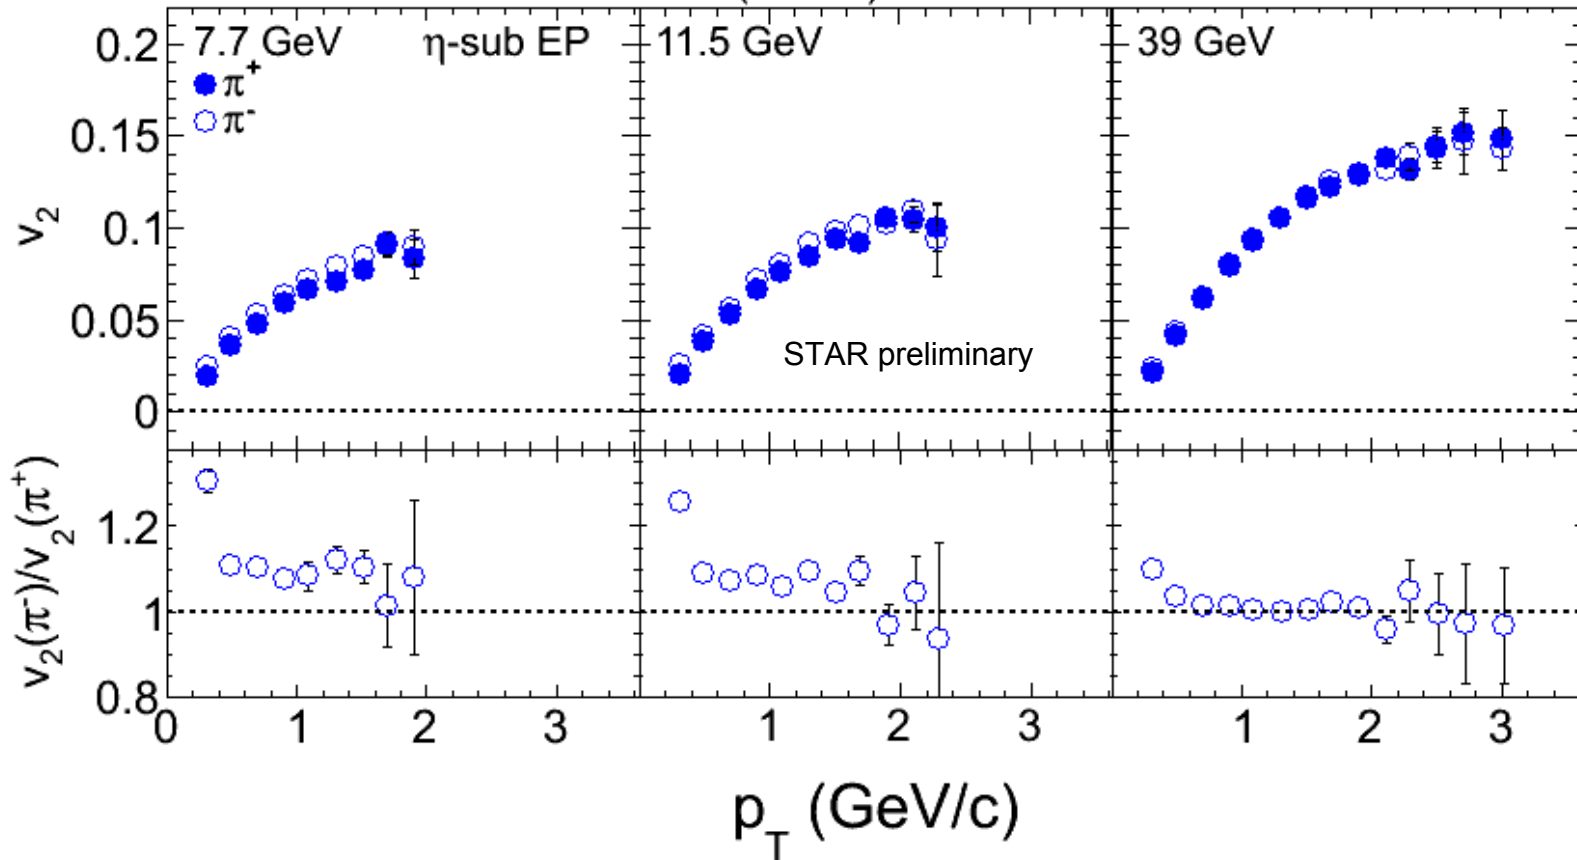 7.7 GeV η-sub EP
π⁺
π⁻
11.5 GeV
STAR preliminary
39 GeV
v₂
0.2
0.15
0.1
0.05
0
v₂(π⁻)/v₂(π⁺)
1.2
1
0.8
0 1 2 3
1 2 3
1 2 3
p_T (GeV/c)